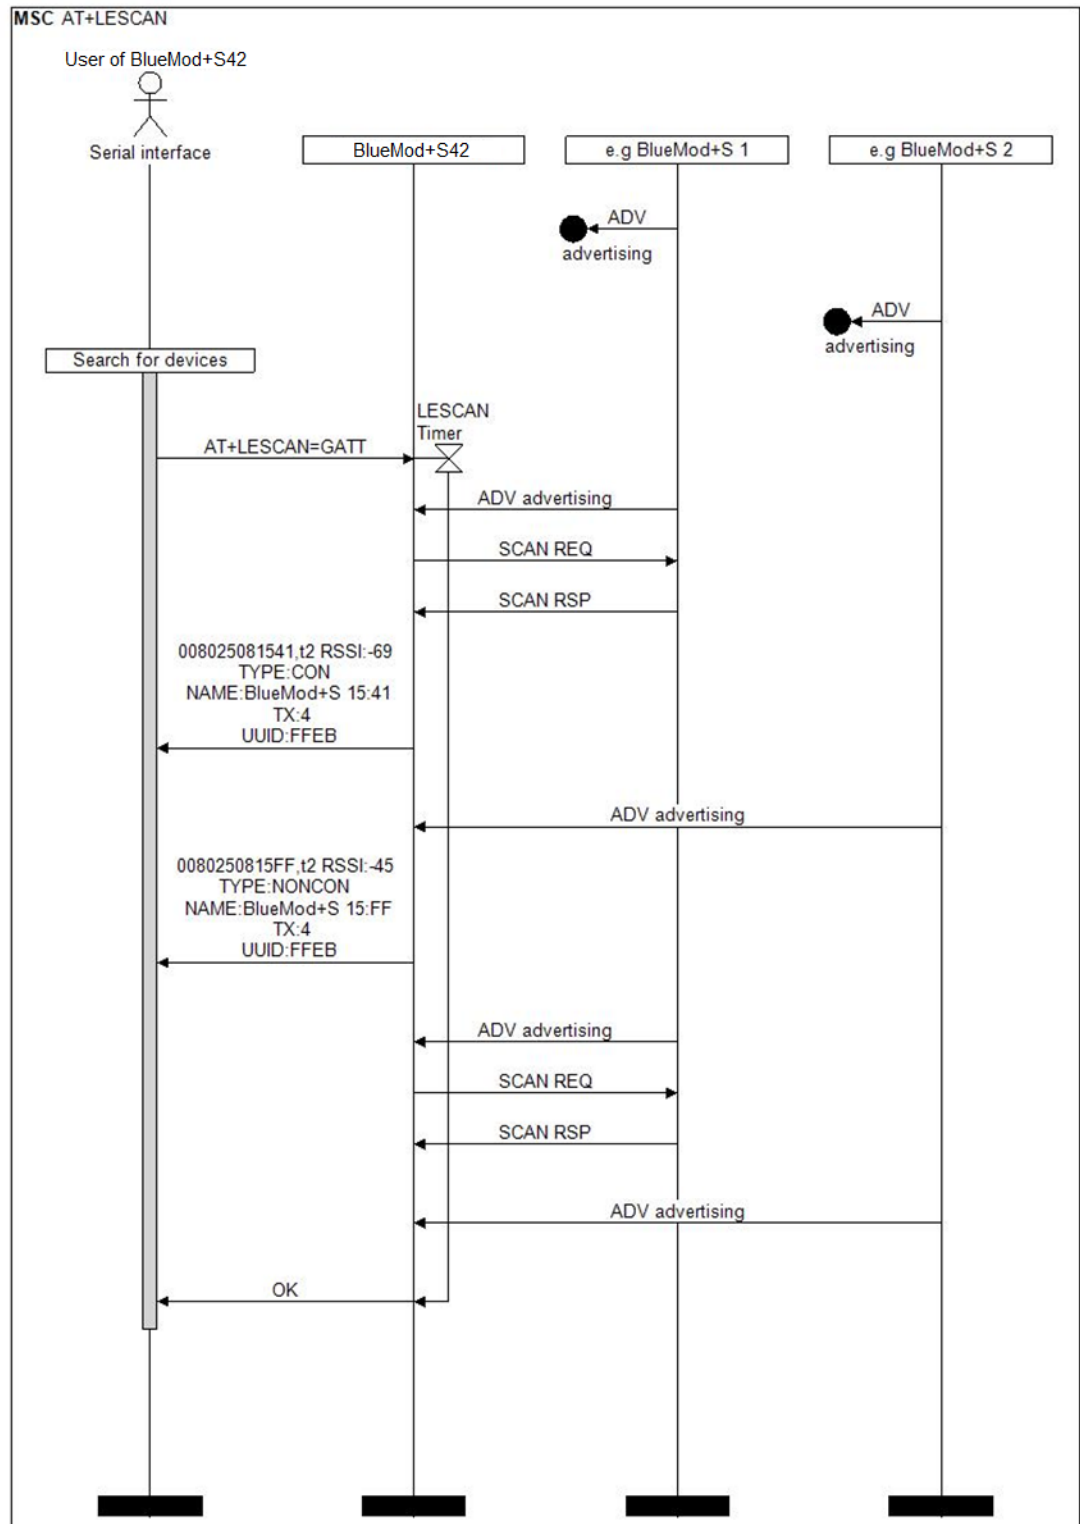 MSC AT+LESCAN
User of BlueMod+S42
Serial interface
BlueMod+S42
e.g BlueMod+S 1
e.g BlueMod+S 2
ADV
advertising
ADV
advertising
Search for devices
LESCAN
Timer
AT+LESCAN=GATT
ADV advertising
SCAN REQ
SCAN RSP
008025081541,t2 RSSI:-69
TYPE:CON
NAME:BlueMod+S 15:41
TX:4
UUID:FFEB
ADV advertising
0080250815FF,t2 RSSI:-45
TYPE:NONCON
NAME:BlueMod+S 15:FF
TX:4
UUID:FFEB
ADV advertising
SCAN REQ
SCAN RSP
ADV advertising
OK